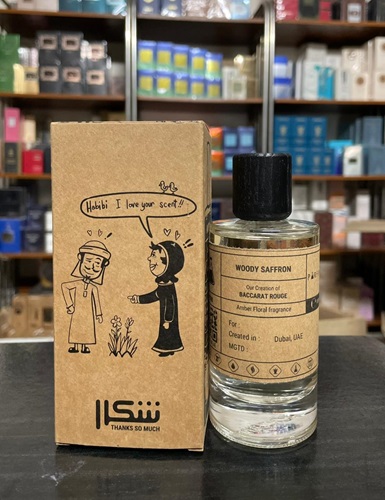 Habibi I love your scent!!
شكرا
THANKS SO MUCH
WOODY SAFFRON
Our Creation of
BACCARAT ROUGE
Amber Floral fragrance
For :
Created in : Dubai, UAE
MGTD :